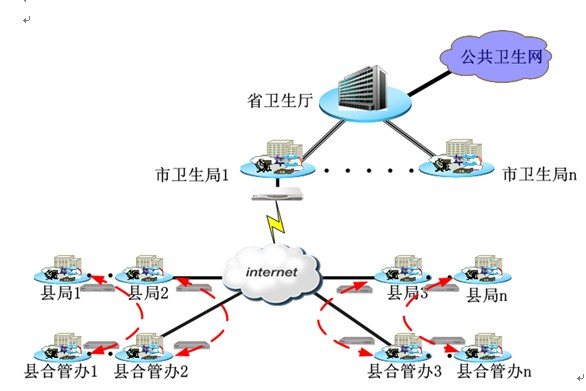 公共卫生网
省卫生厅
市卫生局1
市卫生局n
internet
县局1
县局2
县局3
县局n
县合管办1
县合管办2
县合管办3
县合管办n